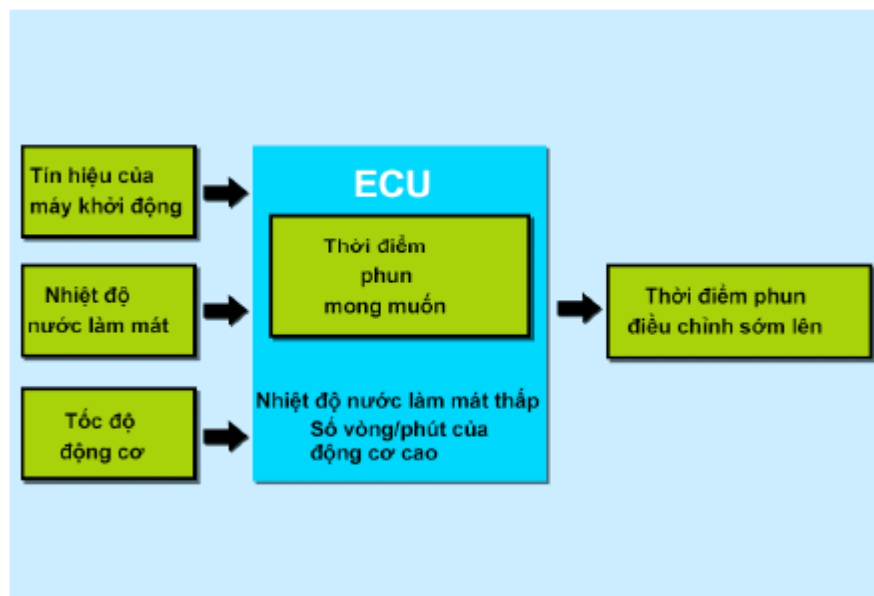 Tín hiệu của
máy khởi động
Nhiệt độ
nước làm mát
Tốc độ
động cơ
ECU
Thời điểm
phun
mong muốn
Nhiệt độ nước làm mát thấp
Số vòng/phút của
động cơ cao
Thời điểm phun
điều chỉnh sớm lên